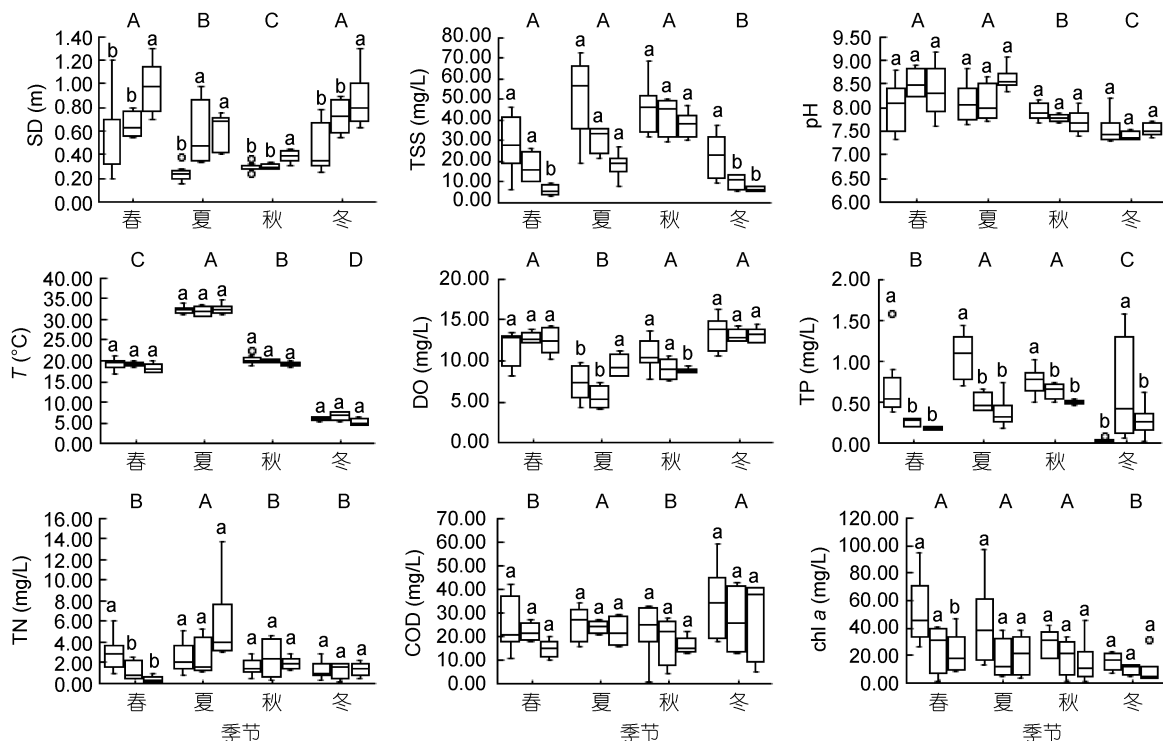 A B C A
SD (m)
1.40
1.20
1.00
0.80
0.60
0.40
0.20
0.00
b b a
b a a
b b a
b b a
春 夏 秋 冬
A A A B
TSS (mg/L)
80.00
70.00
60.00
50.00
40.00
30.00
20.00
10.00
0.00
a a b
a a b
a a a
a b b
春 夏 秋 冬
A A B C
pH
9.50
9.00
8.50
8.00
7.50
7.00
6.50
6.00
a a a
a a a
a a a
a a a
春 夏 秋 冬
C A B D
T (°C)
40.00
35.00
30.00
25.00
20.00
15.00
10.00
5.00
0.00
a a a
a a a
a a a
a a a
春 夏 秋 冬
A B A A
DO (mg/L)
20.00
15.00
10.00
5.00
0.00
a a a
b b a
a a b
a a a
春 夏 秋 冬
B A A C
TP (mg/L)
2.00
1.50
1.00
0.50
0.00
a b b
a b b
a b b
b a b
春 夏 秋 冬
B A B B
TN (mg/L)
16.00
14.00
12.00
10.00
8.00
6.00
4.00
2.00
0.00
a b b
a a a
a a a
a a a
春 夏 秋 冬
季节
B A B A
COD (mg/L)
70.00
60.00
50.00
40.00
30.00
20.00
10.00
0.00
a a a
a a a
a a a
a a a
春 夏 秋 冬
季节
A A A B
chl a (mg/L)
120.00
100.00
80.00
60.00
40.00
20.00
0.00
a a b
a a a
a a a
a a a
春 夏 秋 冬
季节